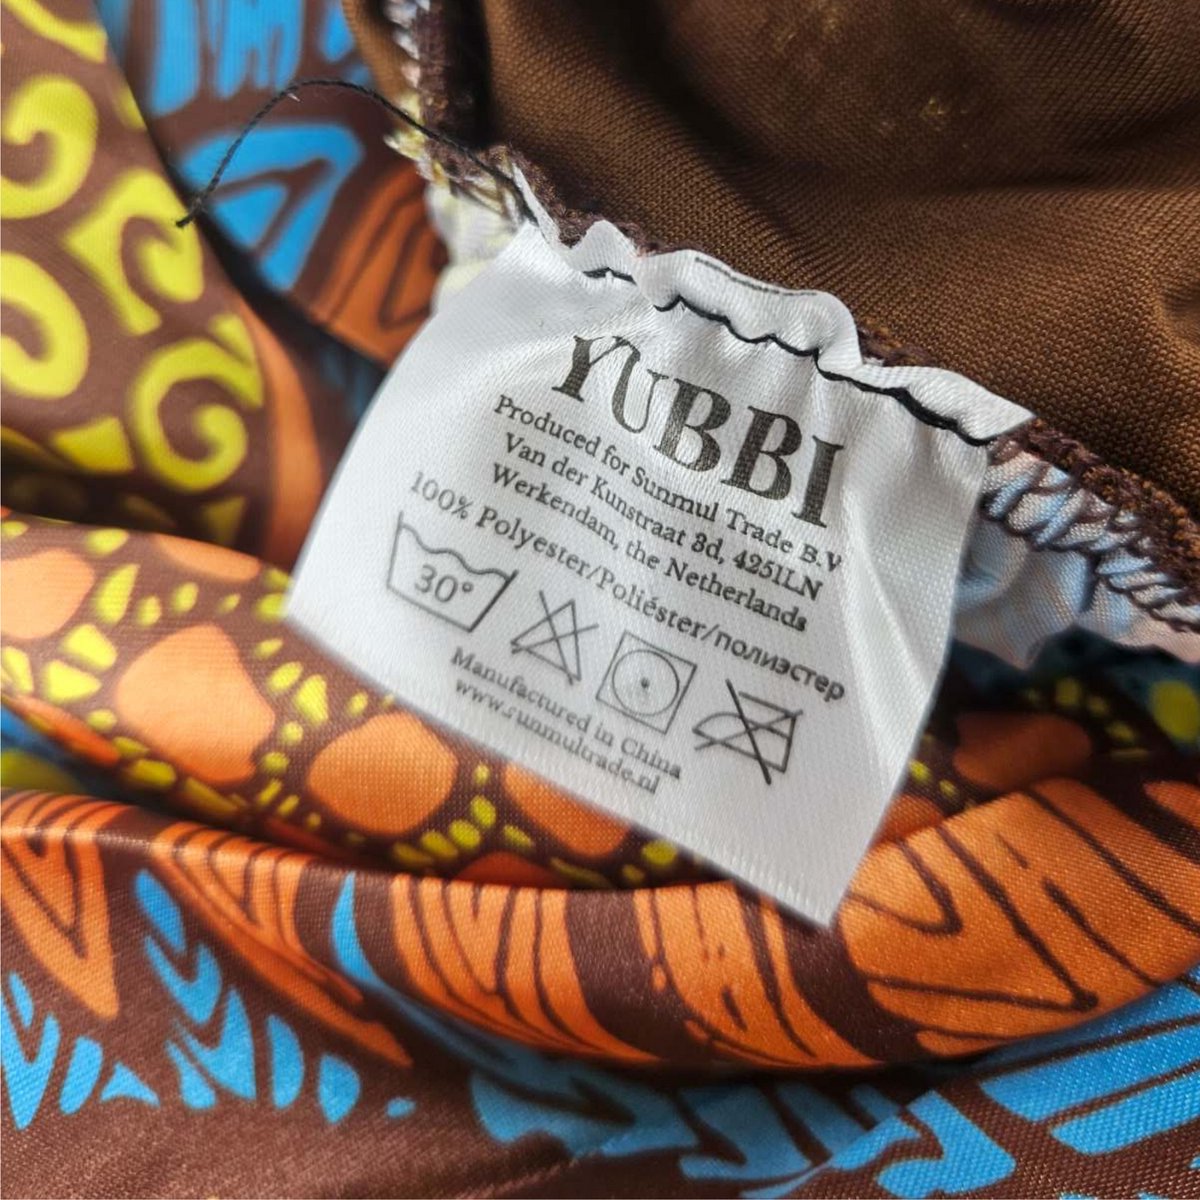 YUBBI
Produced for Sunmul Trade B.V
Van der Kunstraat 3d, 4251LN
Werkendam, the Netherlands
100% Polyester/Poliéster/полиэстер
30°
Manufactured in China
www.sunmultrade.nl